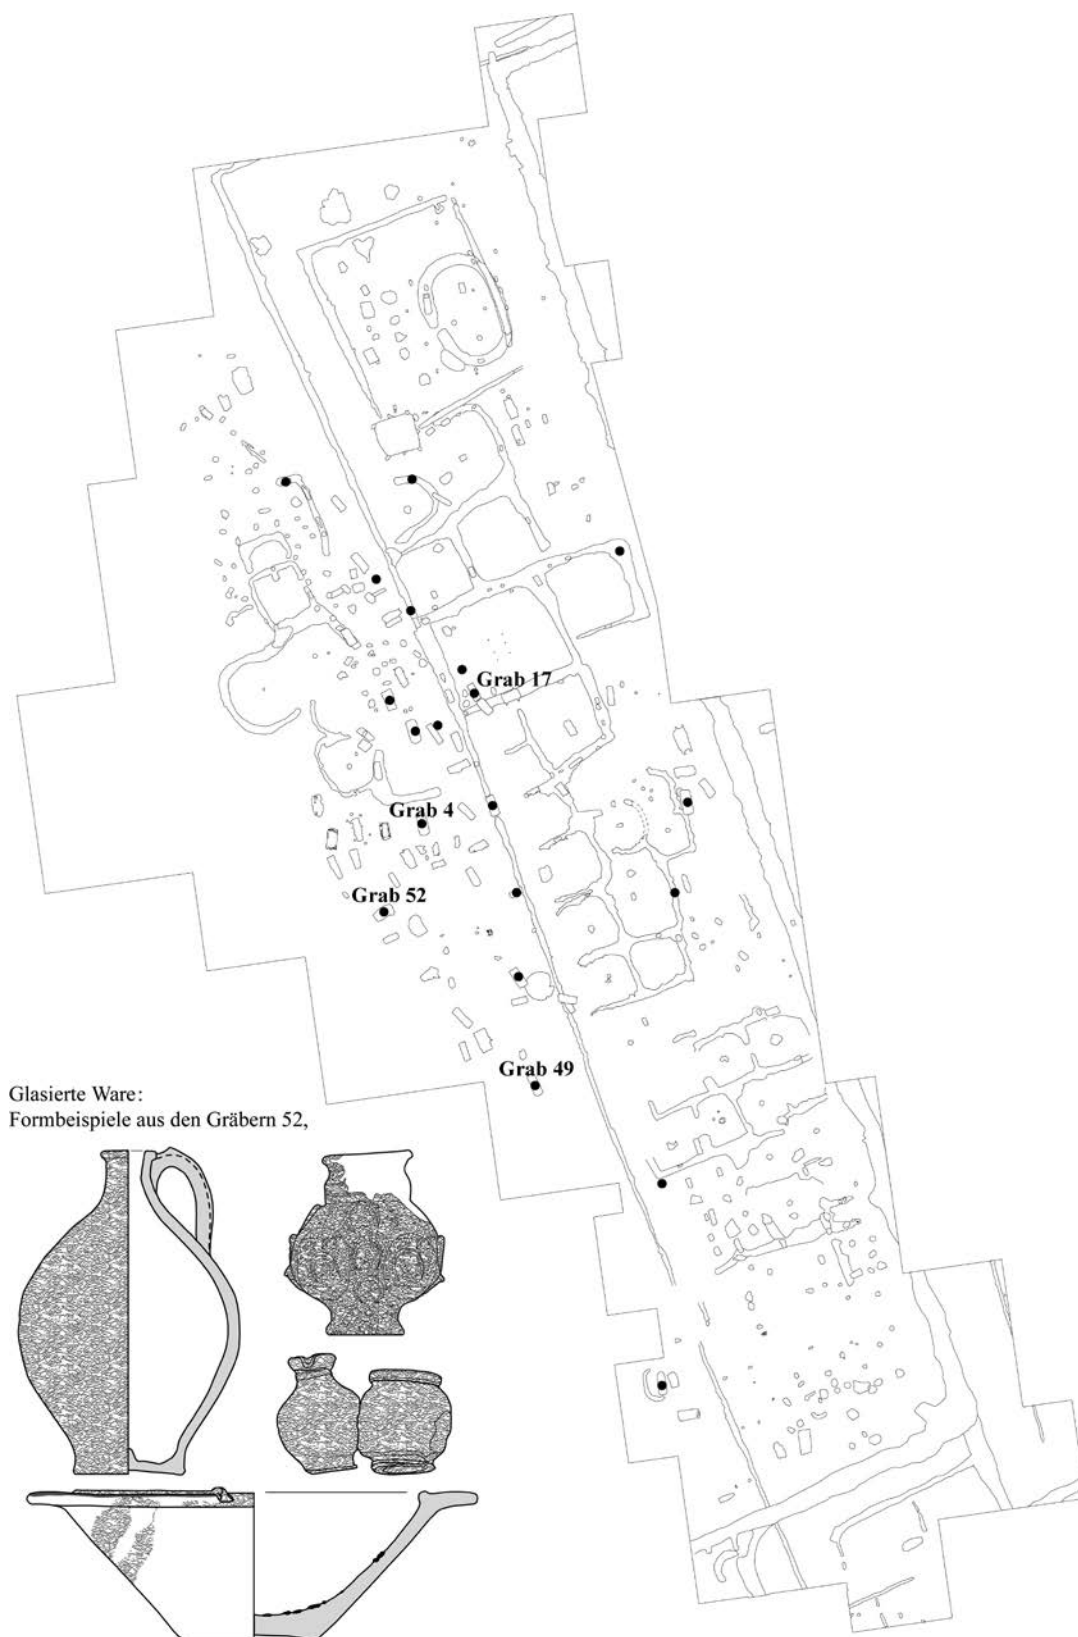 Grab 17
Grab 4
Grab 52
Grab 49
Glasierte Ware:
Formbeispiele aus den Gräbern 52,